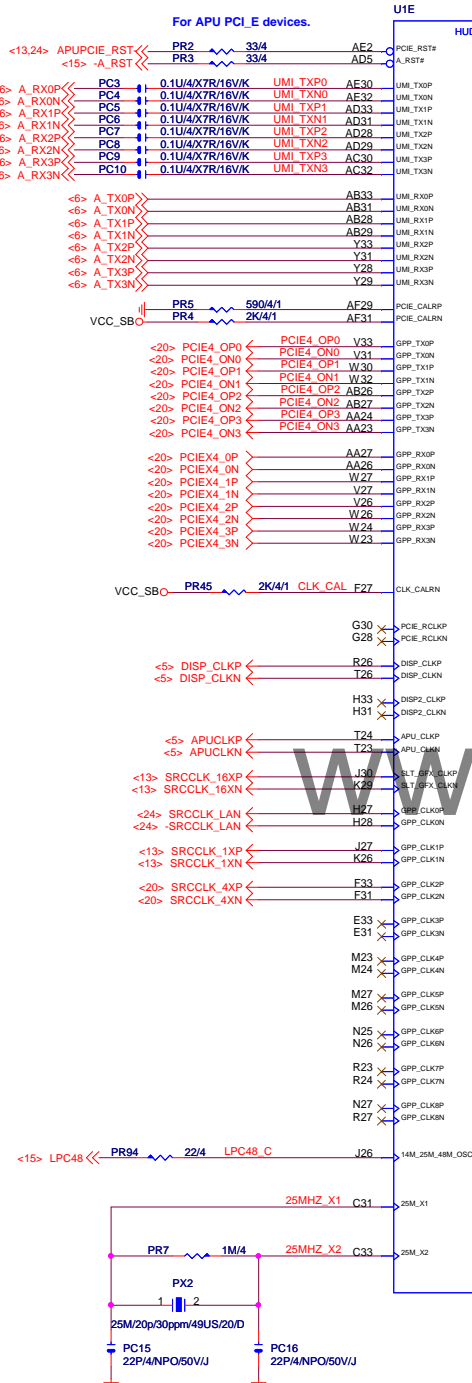 For APU PCI_E devices.
U1E
HUD
<13,24> APUPCIE_RST PR2 33/4 AE2 PCIE_RST#
<15> -A_RST PR3 33/4 AD5 A_RST#
6> A_RX0P PC3 0.1U/4/X7R/16V/K UMI_TXP0 AE30 UMI_TX0P
6> A_RX0N PC4 0.1U/4/X7R/16V/K UMI_TXN0 AE32 UMI_TX0N
6> A_RX1P PC5 0.1U/4/X7R/16V/K UMI_TXP1 AD33 UMI_TX1P
6> A_RX1N PC6 0.1U/4/X7R/16V/K UMI_TXN1 AD31 UMI_TX1N
6> A_RX2P PC7 0.1U/4/X7R/16V/K UMI_TXP2 AD28 UMI_TX2P
6> A_RX2N PC8 0.1U/4/X7R/16V/K UMI_TXN2 AD29 UMI_TX2N
6> A_RX3P PC9 0.1U/4/X7R/16V/K UMI_TXP3 AC30 UMI_TX3P
6> A_RX3N PC10 0.1U/4/X7R/16V/K UMI_TXN3 AC32 UMI_TX3N
<6> A_TX0P AB33 UMI_RX0P
<6> A_TX0N AB31 UMI_RX0N
<6> A_TX1P AB28 UMI_RX1P
<6> A_TX1N AB29 UMI_RX1N
<6> A_TX2P Y33 UMI_RX2P
<6> A_TX2N Y31 UMI_RX2N
<6> A_TX3P Y28 UMI_RX3P
<6> A_TX3N Y29 UMI_RX3N
PR5 590/4/1 AF29 PCIE_CALRP
VCC_SB PR4 2K/4/1 AF31 PCIE_CALRN
<20> PCIE4_OP0 PCIE4_OP0 V33 GPP_TX0P
<20> PCIE4_ON0 PCIE4_ON0 V31 GPP_TX0N
<20> PCIE4_OP1 PCIE4_OP1 W30 GPP_TX1P
<20> PCIE4_ON1 PCIE4_ON1 W32 GPP_TX1N
<20> PCIE4_OP2 PCIE4_OP2 AB26 GPP_TX2P
<20> PCIE4_ON2 PCIE4_ON2 AB27 GPP_TX2N
<20> PCIE4_OP3 PCIE4_OP3 AA24 GPP_TX3P
<20> PCIE4_ON3 PCIE4_ON3 AA23 GPP_TX3N
<20> PCIEX4_0P AA27 GPP_RX0P
<20> PCIEX4_0N AA26 GPP_RX0N
<20> PCIEX4_1P W27 GPP_RX1P
<20> PCIEX4_1N V27 GPP_RX1N
<20> PCIEX4_2P V26 GPP_RX2P
<20> PCIEX4_2N W26 GPP_RX2N
<20> PCIEX4_3P W24 GPP_RX3P
<20> PCIEX4_3N W23 GPP_RX3N
VCC_SB PR45 2K/4/1 CLK_CAL F27 CLK_CALRN
G30 PCIE_RCLKP
G28 PCIE_RCLKN
<5> DISP_CLKP R26 DISP_CLKP
<5> DISP_CLKN T26 DISP_CLKN
H33 DISP2_CLKP
H31 DISP2_CLKN
<5> APUCLKP T24 APU_CLKP
<5> APUCLKN T23 APU_CLKN
<13> SRCCLK_16XP J30 SLT_GFX_CLKP
<13> SRCCLK_16XN K29 SLT_GFX_CLKN
WW
<24> SRCCLK_LAN H27 GPP_CLK0P
<24> -SRCCLK_LAN H28 GPP_CLK0N
<13> SRCCLK_1XP J27 GPP_CLK1P
<13> SRCCLK_1XN K26 GPP_CLK1N
<20> SRCCLK_4XP F33 GPP_CLK2P
<20> SRCCLK_4XN F31 GPP_CLK2N
E33 GPP_CLK3P
E31 GPP_CLK3N
M23 GPP_CLK4P
M24 GPP_CLK4N
M27 GPP_CLK5P
M26 GPP_CLK5N
N25 GPP_CLK6P
N26 GPP_CLK6N
R23 GPP_CLK7P
R24 GPP_CLK7N
N27 GPP_CLK8P
R27 GPP_CLK8N
<15> LPC48 PR94 22/4 LPC48_C J26 14M_25M_48M_OSC
25MHZ_X1 C31 25M_X1
PR7 1M/4 25MHZ_X2 C33 25M_X2
PX2
1 2
25M/20p/30ppm/49US/20/D
PC15 PC16
22P/4/NPO/50V/J 22P/4/NPO/50V/J